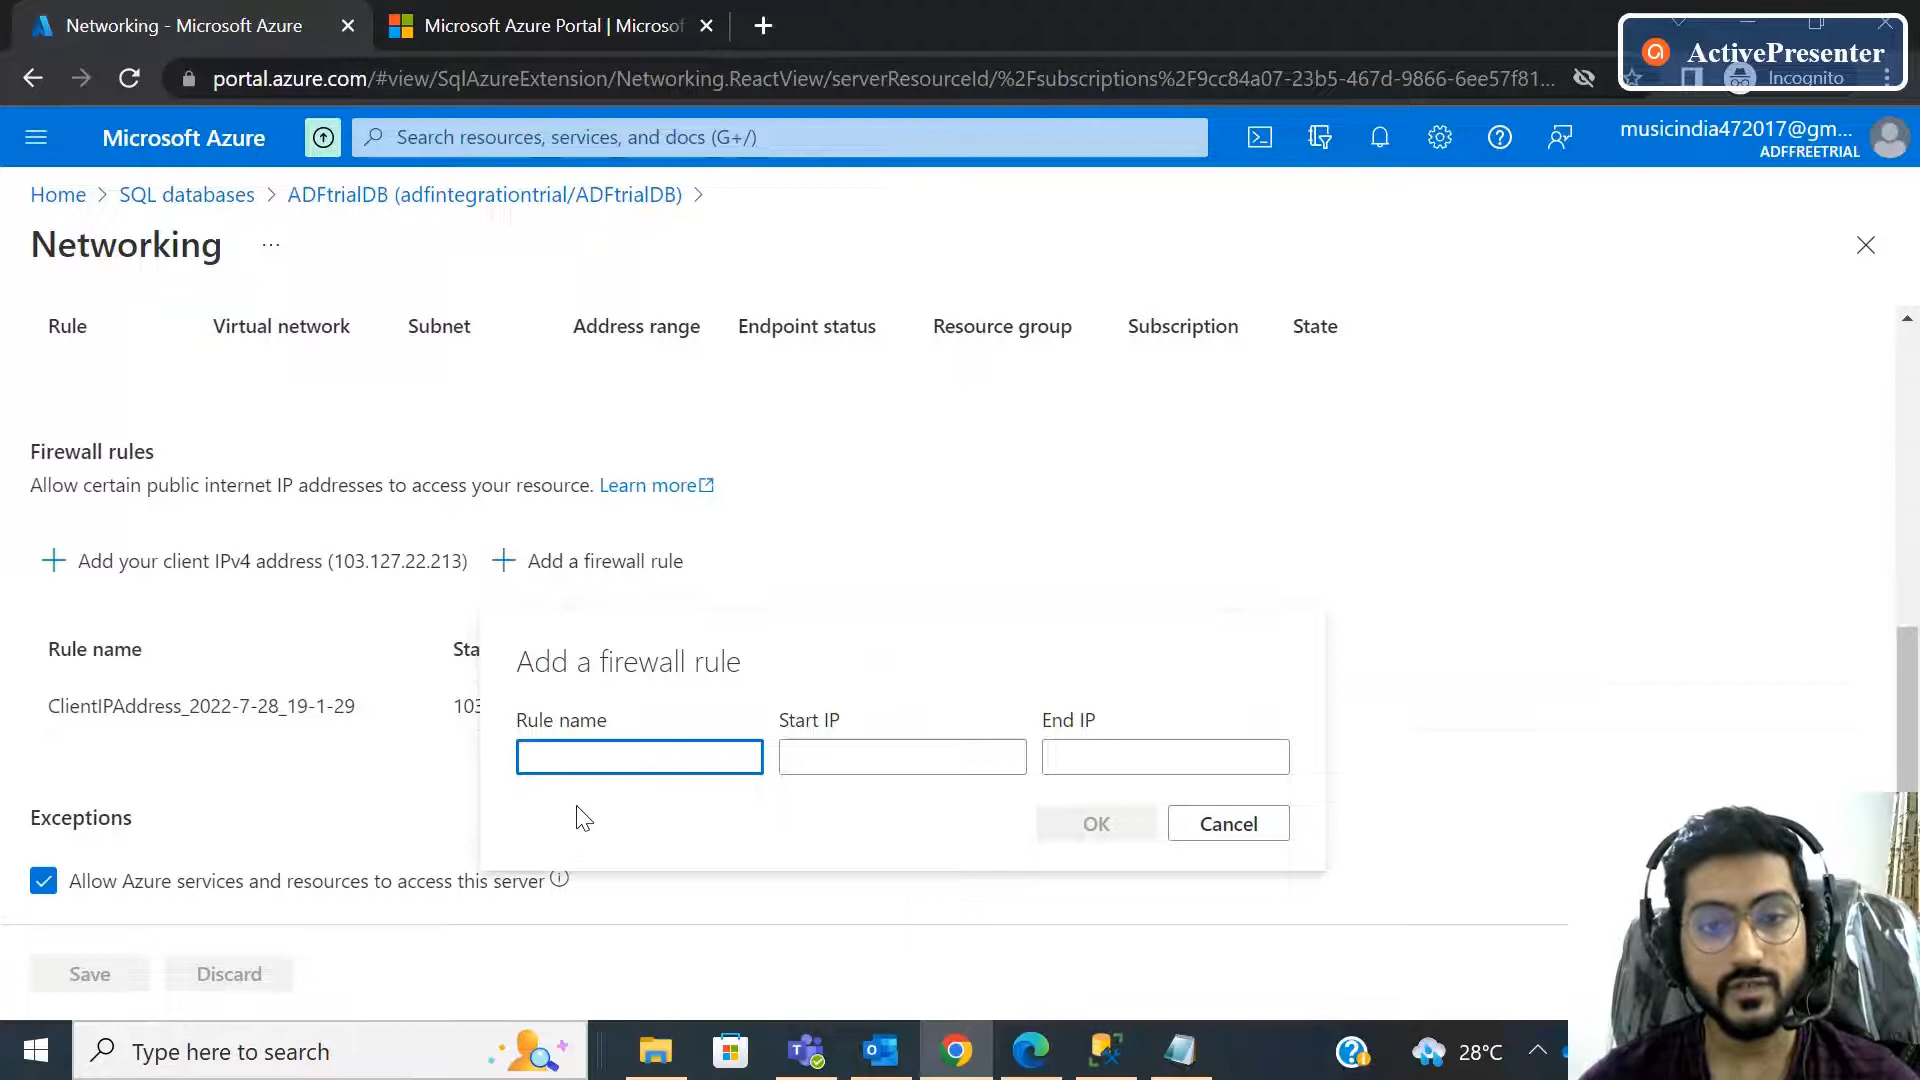 Networking - Microsoft Azure
Microsoft Azure Portal | Microsof
ActivePresenter
portal.azure.com/#view/SqlAzureExtension/Networking.ReactView/serverResourceId/%2Fsubscriptions%2F9cc84a07-23b5-467d-9866-6ee57f81...
Incognito
Microsoft Azure
Search resources, services, and docs (G+/)
musicindia472017@gm...
ADFFREETRIAL
Home > SQL databases > ADFtrialDB (adfintegrationtrial/ADFtrialDB) >
Networking ...
Rule Virtual network Subnet Address range Endpoint status Resource group Subscription State
Firewall rules
Allow certain public internet IP addresses to access your resource. Learn more
+ Add your client IPv4 address (103.127.22.213) + Add a firewall rule
Rule name Sta
ClientIPAddress_2022-7-28_19-1-29 103
Add a firewall rule
Rule name Start IP End IP
OK Cancel
Exceptions
Allow Azure services and resources to access this server
Save Discard
Type here to search
28°C